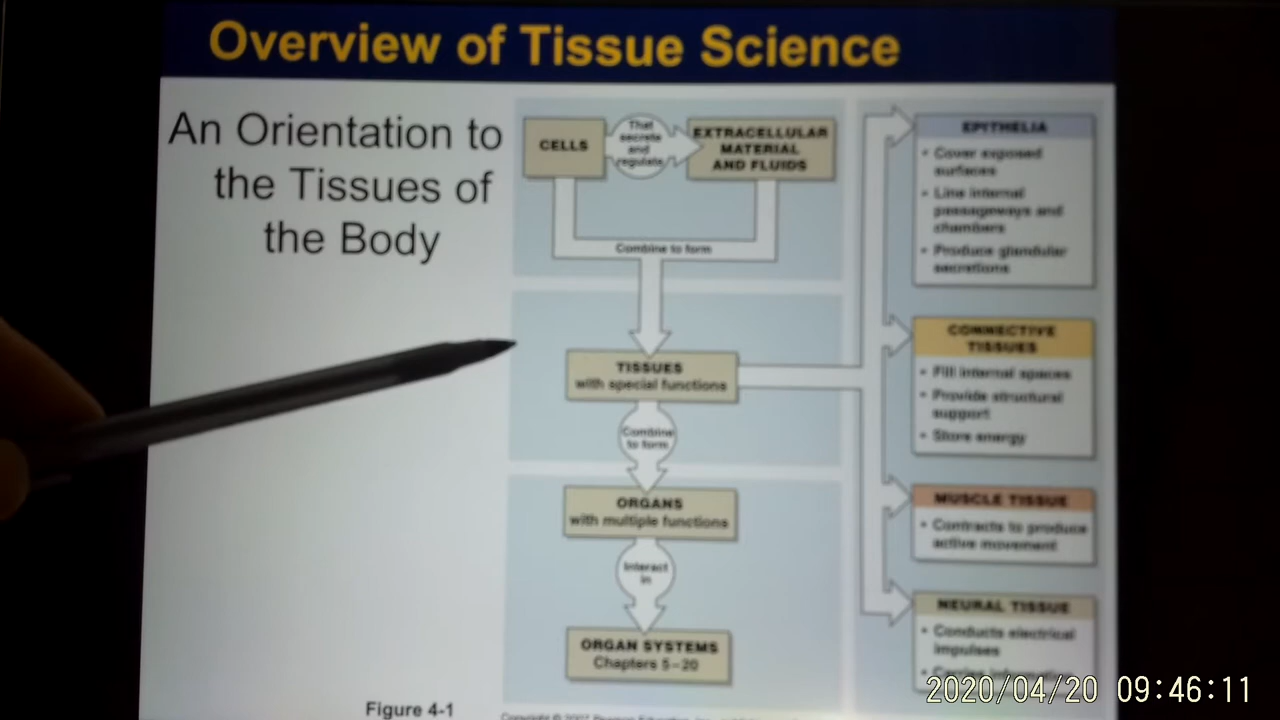 Overview of Tissue Science
An Orientation to
the Tissues of
the Body
CELLS
That
secrete
and
regulate
EXTRACELLULAR
MATERIAL
AND FLUIDS
Combine to form
TISSUES
with special functions
Combine
to form
ORGANS
with multiple functions
Interact
in
ORGAN SYSTEMS
Chapters 5–20
EPITHELIA
• Cover exposed
surfaces
• Line internal
passageways and
chambers
• Produce glandular
secretions
CONNECTIVE
TISSUES
• Fill internal spaces
• Provide structural
support
• Store energy
MUSCLE TISSUE
• Contracts to produce
active movement
NEURAL TISSUE
• Conducts electrical
impulses
Figure 4-1
2020/04/20 09:46:11